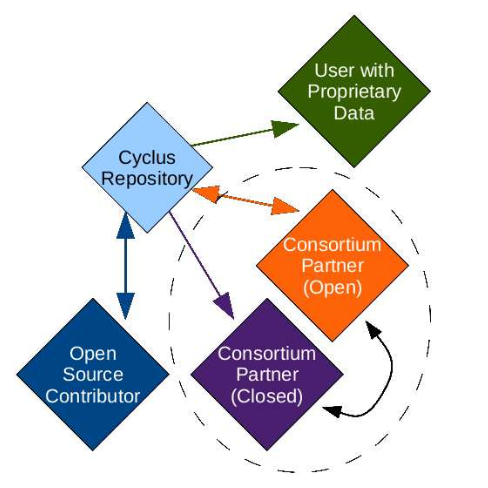 User with
Proprietary
Data
Cyclus
Repository
Consortium
Partner
(Open)
Open
Source
Contributor
Consortium
Partner
(Closed)